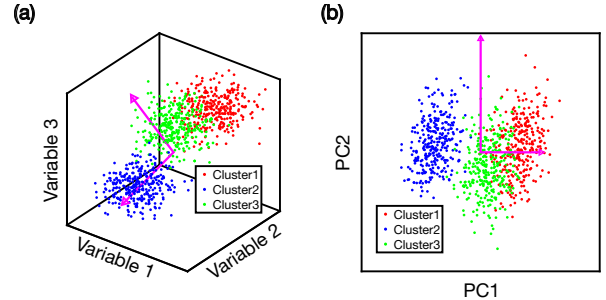 (a)
Variable 3
Variable 1
Variable 2
Cluster1
Cluster2
Cluster3
(b)
PC2
Cluster1
Cluster2
Cluster3
PC1